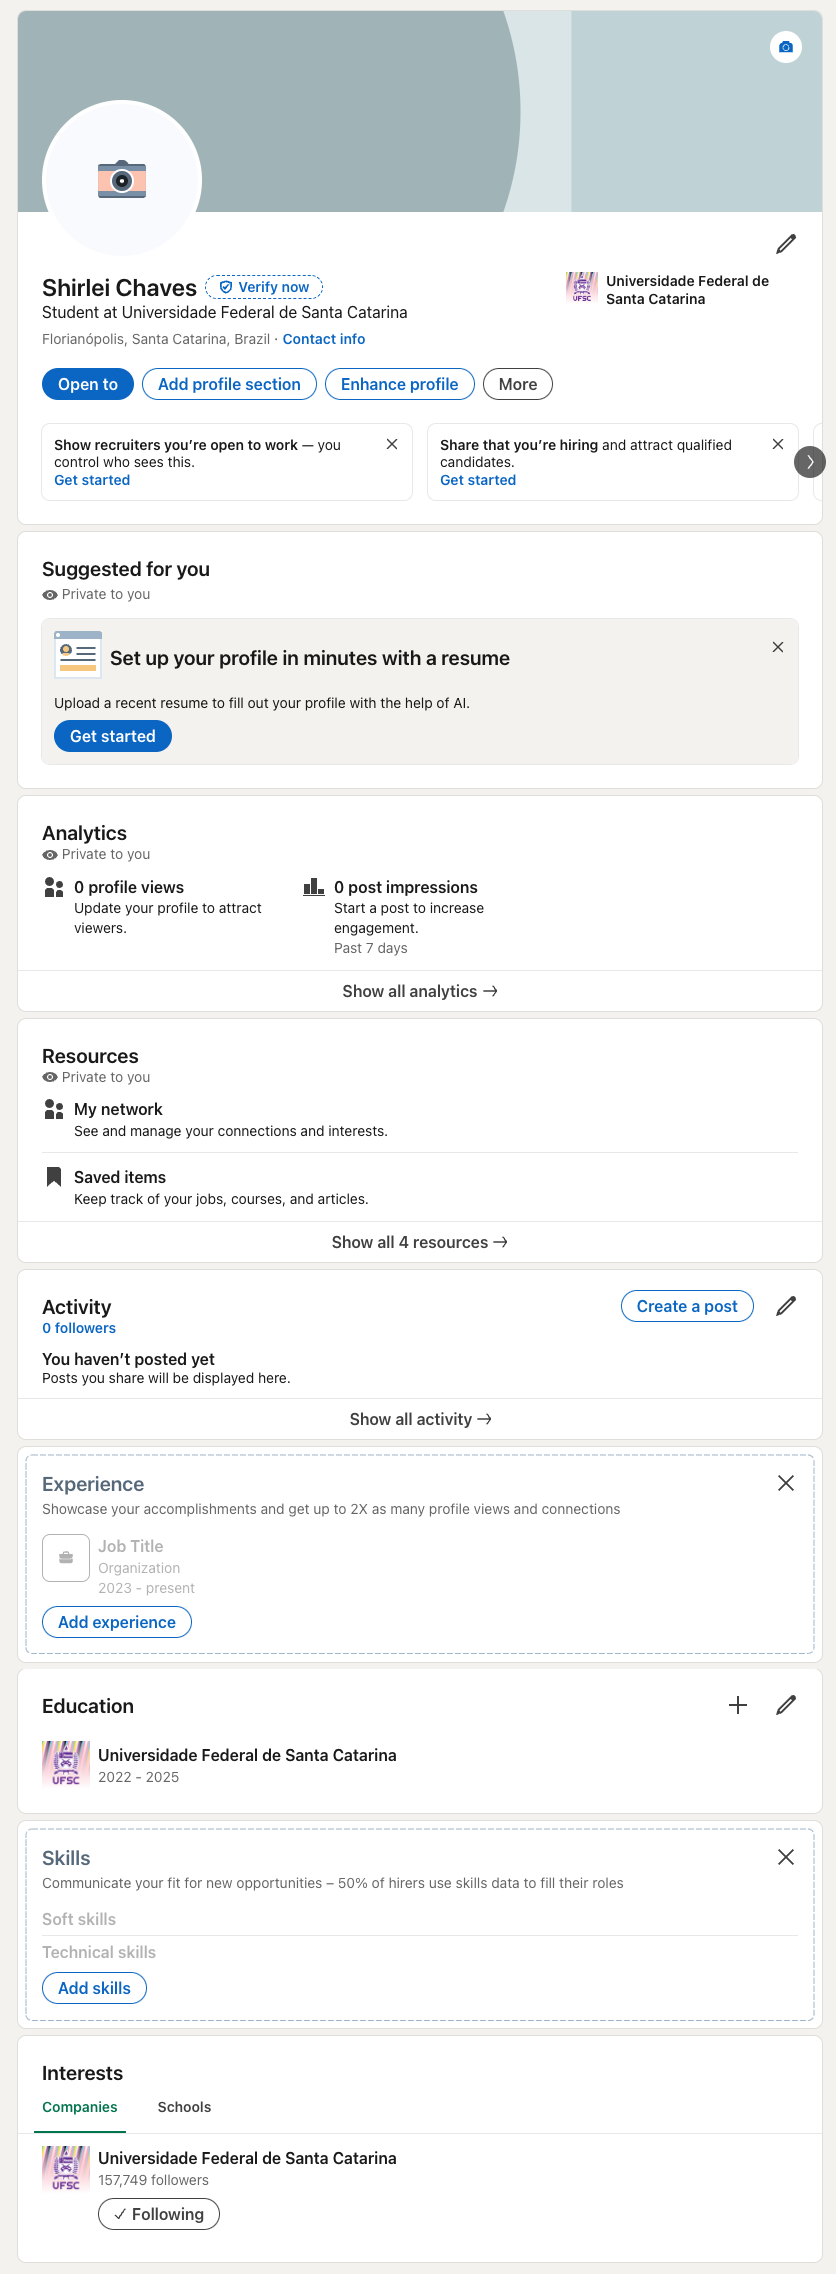 Shirlei Chaves
Verify now
Universidade Federal de
Santa Catarina
Student at Universidade Federal de Santa Catarina
Florianópolis, Santa Catarina, Brazil · Contact info
Open to
Add profile section
Enhance profile
More
Show recruiters you’re open to work — you
control who sees this.
Get started
Share that you’re hiring and attract qualified
candidates.
Get started
Suggested for you
Private to you
Set up your profile in minutes with a resume
Upload a recent resume to fill out your profile with the help of AI.
Get started
Analytics
Private to you
0 profile views
Update your profile to attract
viewers.
0 post impressions
Start a post to increase
engagement.
Past 7 days
Show all analytics
Resources
Private to you
My network
See and manage your connections and interests.
Saved items
Keep track of your jobs, courses, and articles.
Show all 4 resources
Activity
Create a post
0 followers
You haven’t posted yet
Posts you share will be displayed here.
Show all activity
Experience
Showcase your accomplishments and get up to 2X as many profile views and connections
Job Title
Organization
2023 - present
Add experience
Education
UFSC
Universidade Federal de Santa Catarina
2022 - 2025
Skills
Communicate your fit for new opportunities – 50% of hirers use skills data to fill their roles
Soft skills
Technical skills
Add skills
Interests
Companies
Schools
UFSC
Universidade Federal de Santa Catarina
157,749 followers
Following